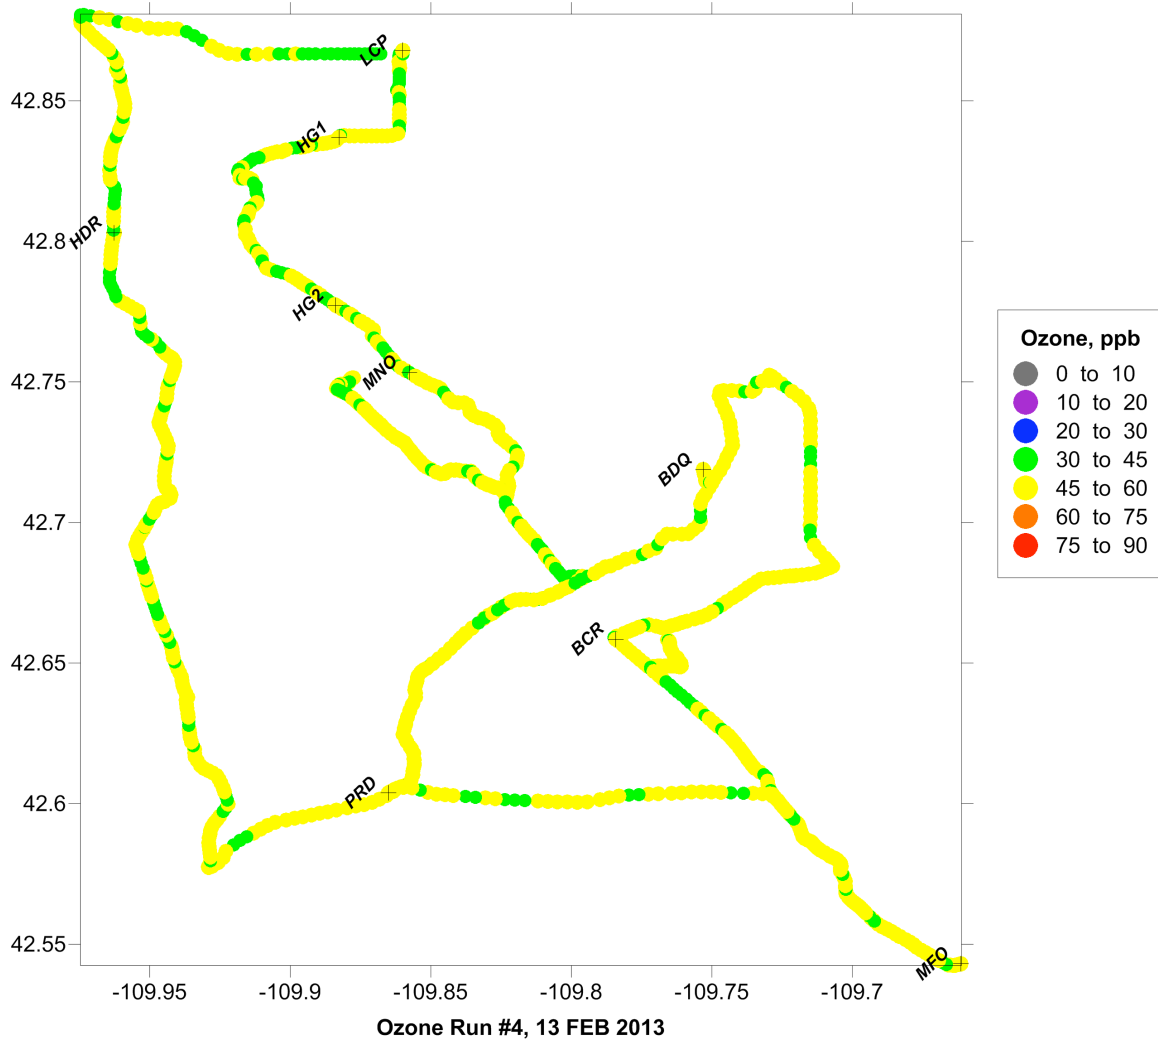 LCP
42.85
HG1
HDR
42.8
HG2
MNO
42.75
BDQ
42.7
BCR
42.65
PRD
42.6
42.55
MFO
-109.95 -109.9 -109.85 -109.8 -109.75 -109.7
Ozone Run #4, 13 FEB 2013
Ozone, ppb
0 to 10
10 to 20
20 to 30
30 to 45
45 to 60
60 to 75
75 to 90